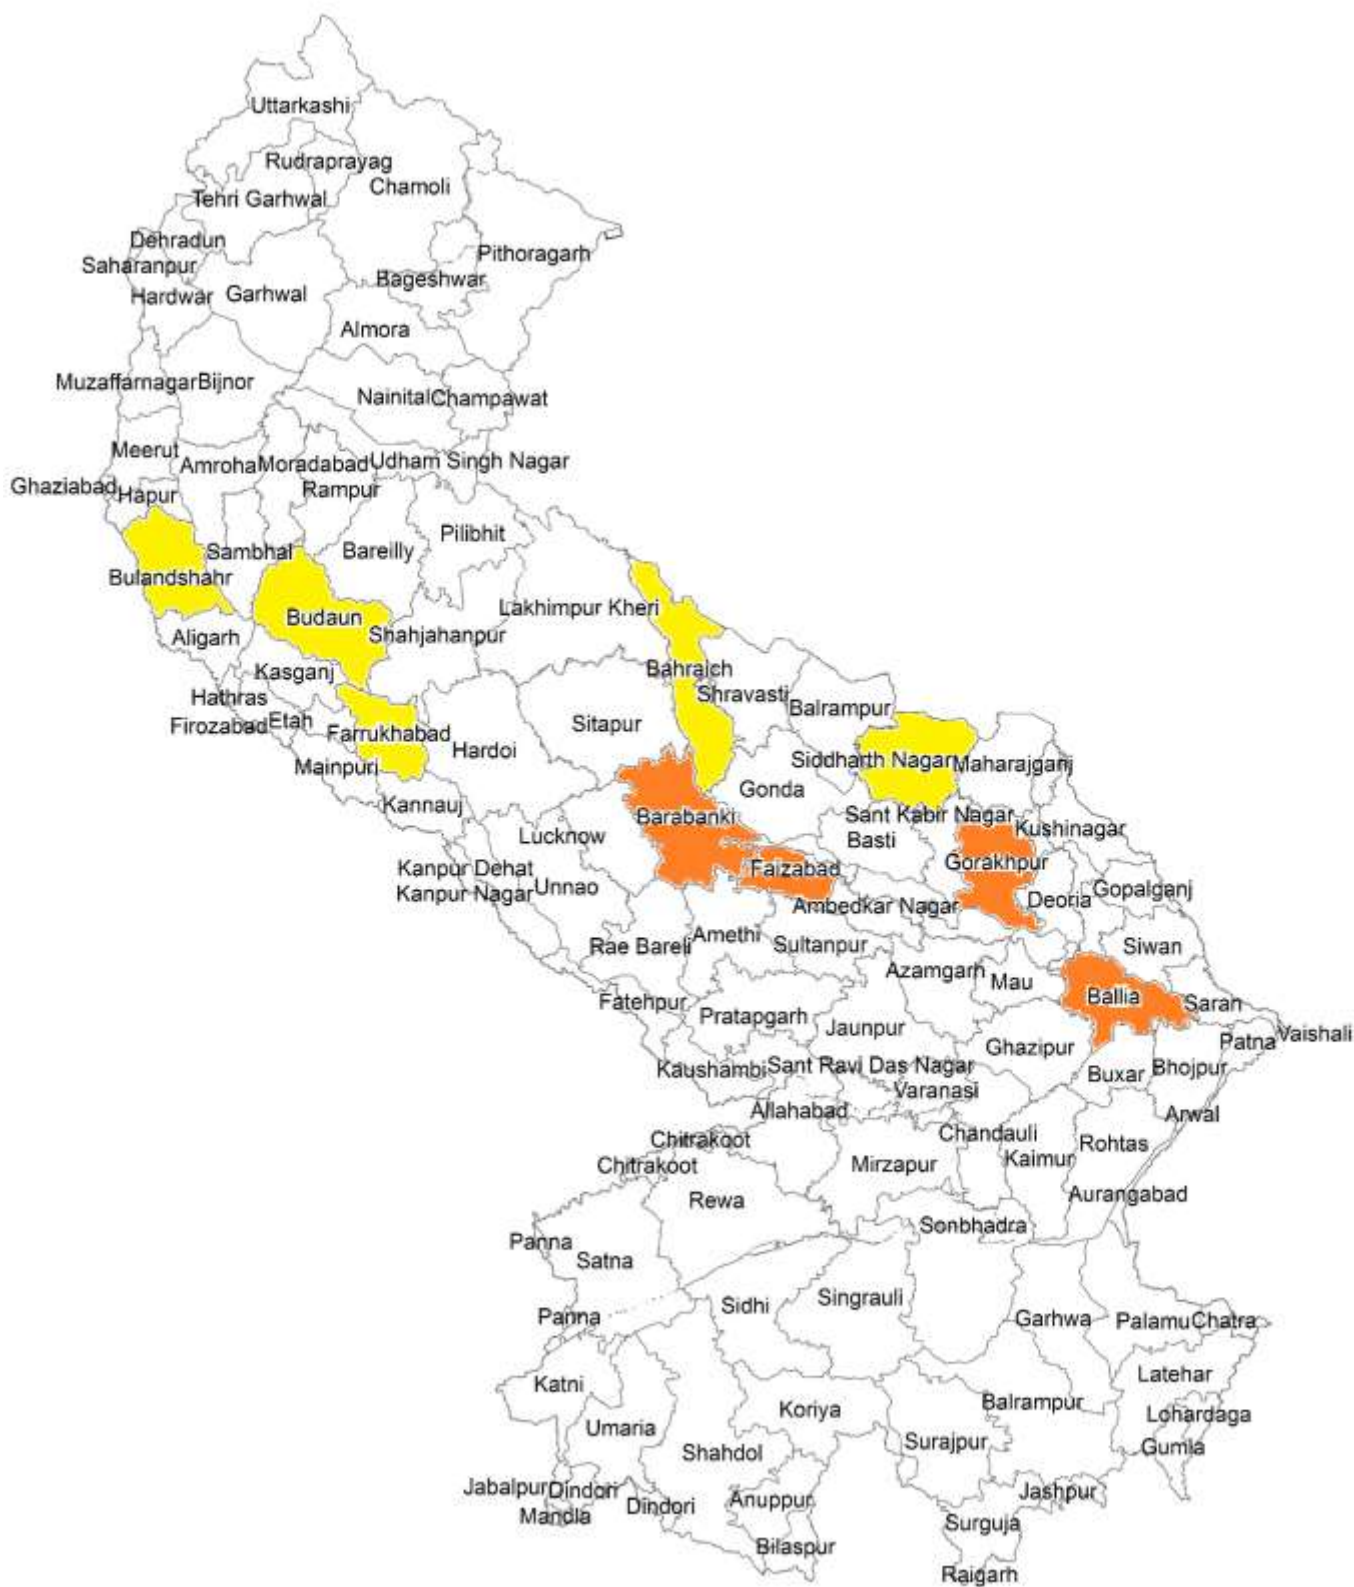 Uttarkashi
Rudraprayag
Chamoli
Tehri Garhwal
Dehradun
Pithoragarh
Saharanpur
Bageshwar
Hardwar
Garhwal
Almora
Muzaffarnagar
Bijnor
Nainital
Champawat
Meerut
Amroha
Moradabad
Udham Singh Nagar
Ghaziabad
Hapur
Rampur
Pilibhit
Sambhal
Bareilly
Bulandshahr
Lakhimpur Kheri
Budaun
Aligarh
Shahjahanpur
Kasganj
Bahraich
Hathras
Shravasti
Balrampur
Firozabad
Etah
Farrukhabad
Sitapur
Hardoi
Mainpuri
Siddharth Nagar
Maharajganj
Gonda
Kannauj
Barabanki
Sant Kabir Nagar
Kushinagar
Lucknow
Basti
Kanpur Dehat
Faizabad
Gorakhpur
Kanpur Nagar
Unnao
Deoria
Gopalganj
Ambedkar Nagar
Rae Bareli
Amethi
Sultanpur
Siwan
Azamgarh
Mau
Fatehpur
Ballia
Saran
Pratapgarh
Jaunpur
Ghazipur
Patna
Vaishali
Kaushambi
Sant Ravi Das Nagar
Buxar
Bhojpur
Varanasi
Allahabad
Arwal
Chitrakoot
Chandauli
Rohtas
Chitrakoot
Mirzapur
Kaimur
Rewa
Aurangabad
Sonbhadra
Panna
Satna
Singrauli
Sidhi
Panna
Garhwa
Palamu
Chatra
Katni
Latehar
Koriya
Balrampur
Lohardaga
Umaria
Shahdol
Surajpur
Gumla
Jabalpur
Dindori
Jashpur
Mandla
Dindori
Anuppur
Surguja
Bilaspur
Raigarh